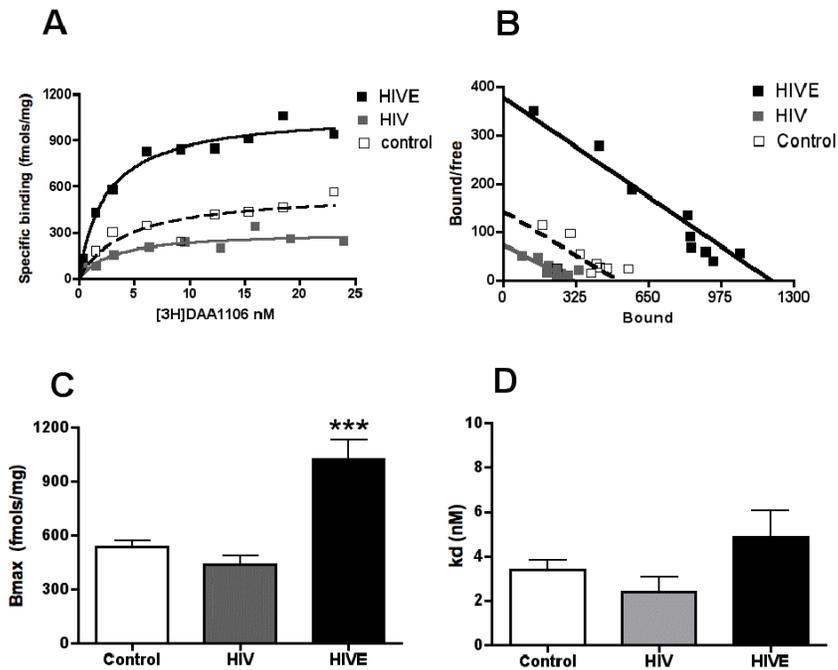 A
1200
900
600
300
0
Specific binding (fmols/mg)
0 5 10 15 20 25
[3H]DAA1106 nM
HIVE
HIV
control
B
400
300
200
100
0
Bound/free
0 325 650 975 1300
Bound
HIVE
HIV
Control
C
1200
900
600
300
0
Bmax (fmols/mg)
***
Control HIV HIVE
D
10
8
6
4
2
0
kd (nM)
Control HIV HIVE